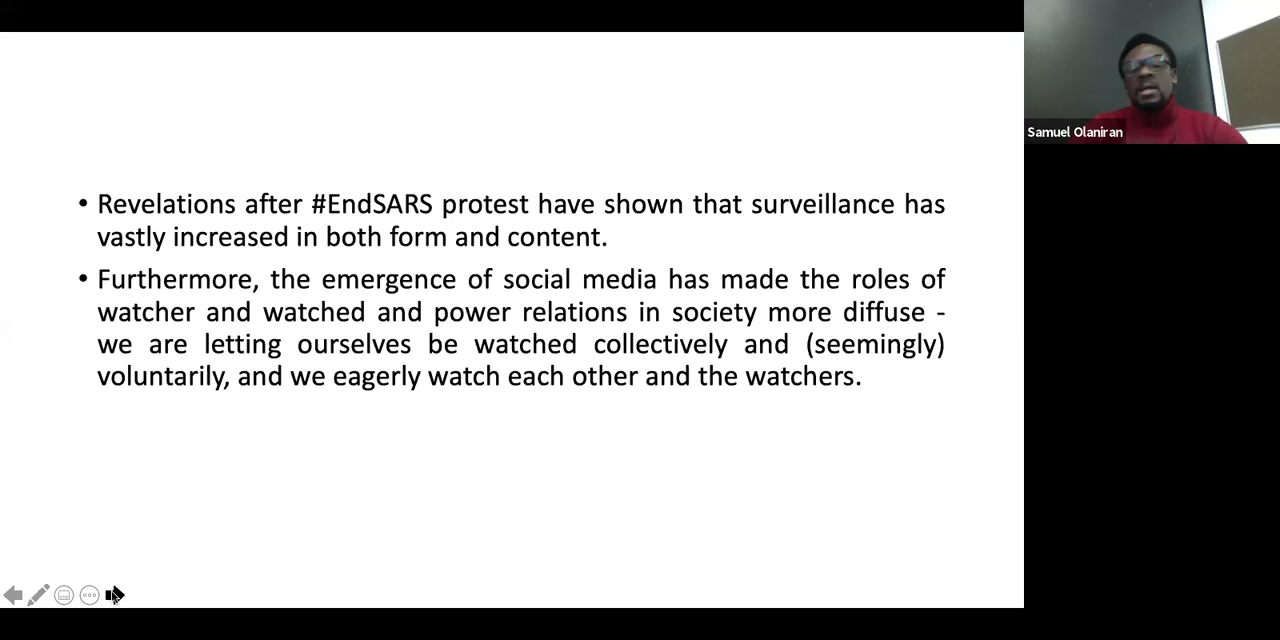 • Revelations after #EndSARS protest have shown that surveillance has
vastly increased in both form and content.
• Furthermore, the emergence of social media has made the roles of
watcher and watched and power relations in society more diffuse -
we are letting ourselves be watched collectively and (seemingly)
voluntarily, and we eagerly watch each other and the watchers.
Samuel Olaniran